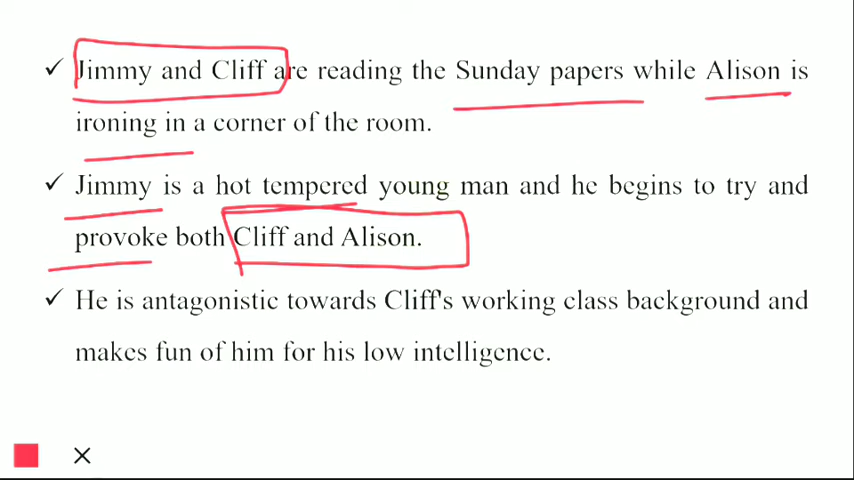 ✓ Jimmy and Cliff are reading the Sunday papers while Alison is
ironing in a corner of the room.
✓ Jimmy is a hot tempered young man and he begins to try and
provoke both Cliff and Alison.
✓ He is antagonistic towards Cliff's working class background and
makes fun of him for his low intelligence.